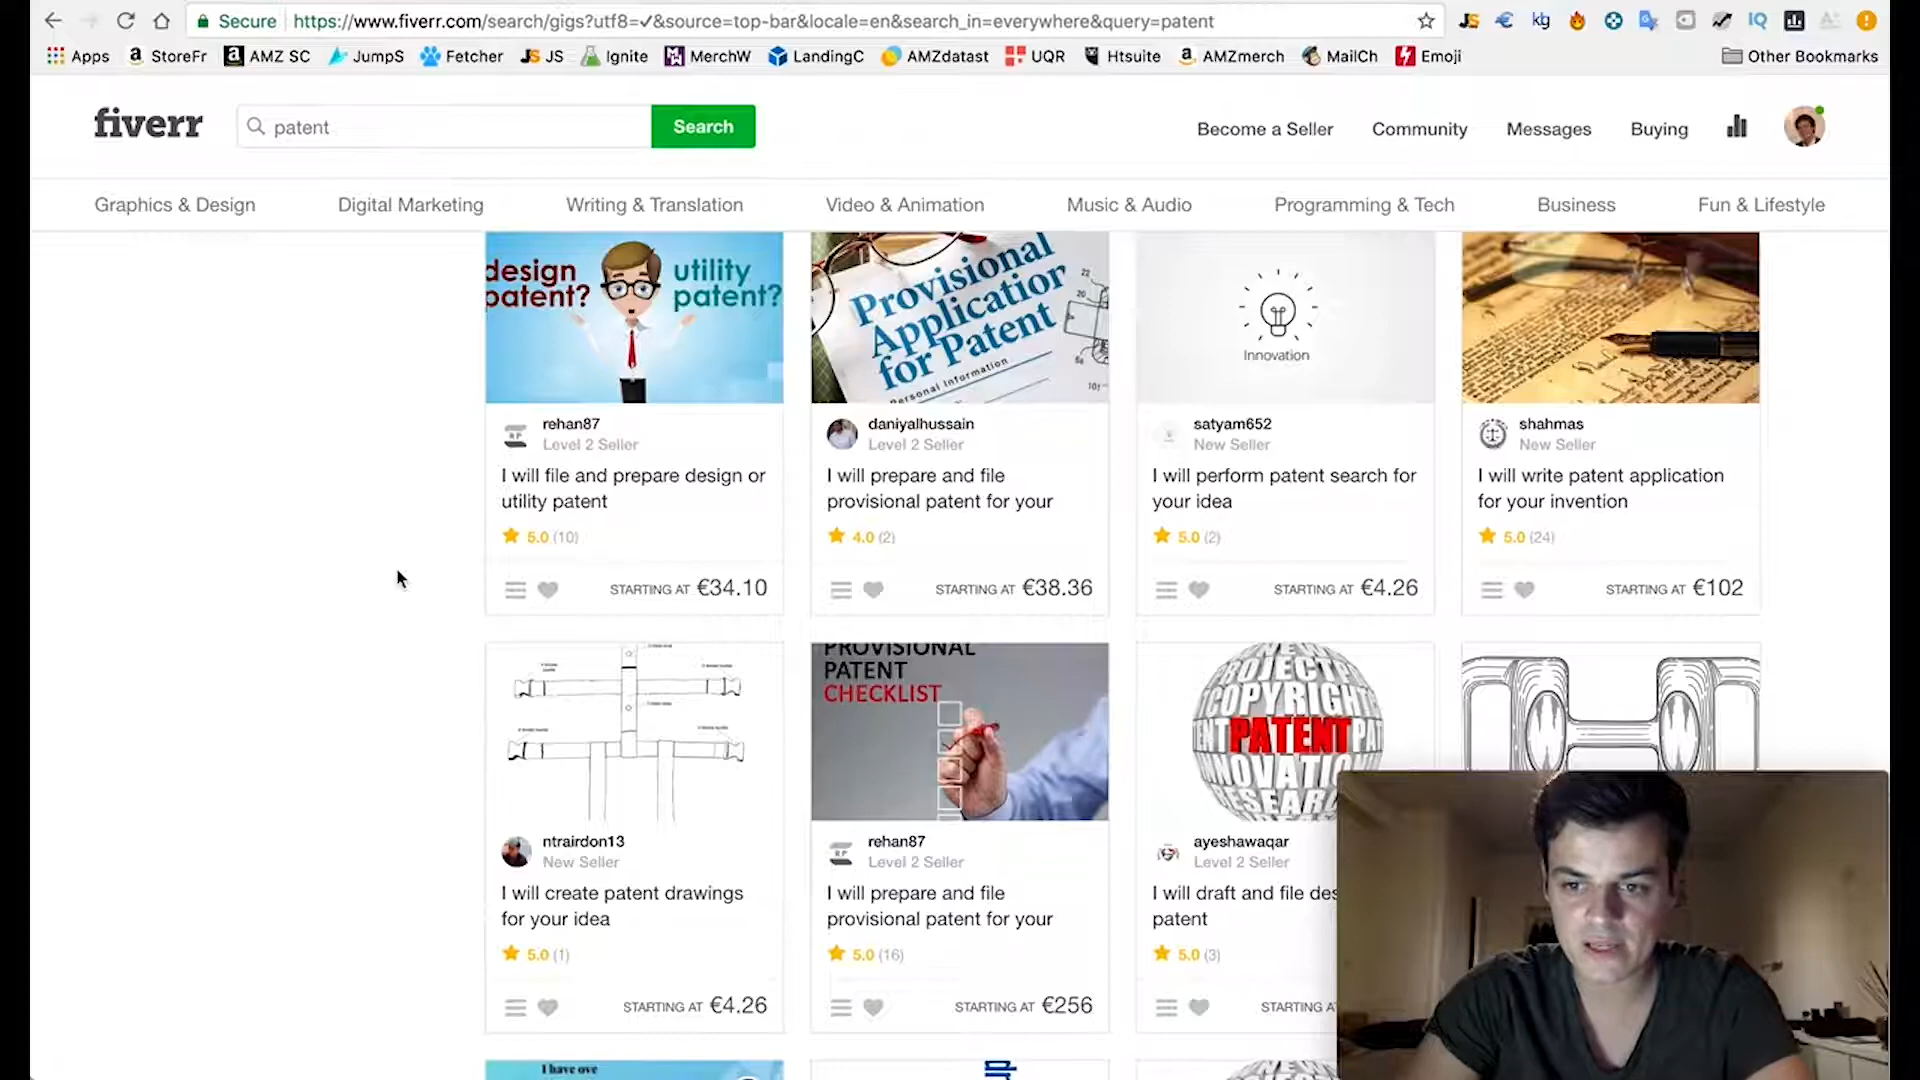 Secure https://www.fiverr.com/search/gigs?utf8=✓&source=top-bar&locale=en&search_in=everywhere&query=patent
Apps StoreFr AMZ SC JumpS Fetcher JS Ignite MerchW LandingC AMZdatast UQR Htsuite AMZmerch MailCh Emoji Other Bookmarks
fiverr patent Search Become a Seller Community Messages Buying
Graphics & Design Digital Marketing Writing & Translation Video & Animation Music & Audio Programming & Tech Business Fun & Lifestyle
design patent? utility patent?
Provisional
Application
for Patent
Personal Information
Innovation
rehan87
Level 2 Seller
I will file and prepare design or
utility patent
5.0 (10)
STARTING AT €34.10
daniyalhussain
Level 2 Seller
I will prepare and file
provisional patent for your
4.0 (2)
STARTING AT €38.36
satyam652
New Seller
I will perform patent search for
your idea
5.0 (2)
STARTING AT €4.26
shahmas
New Seller
I will write patent application
for your invention
5.0 (24)
STARTING AT €102
PROVISIONAL
PATENT
CHECKLIST
COPYRIGHT
PATENT
ntrairdon13
New Seller
I will create patent drawings
for your idea
5.0 (1)
STARTING AT €4.26
rehan87
Level 2 Seller
I will prepare and file
provisional patent for your
5.0 (16)
STARTING AT €256
ayeshawaqar
Level 2 Seller
I will draft and file des
patent
5.0 (3)
STARTING
I have ove